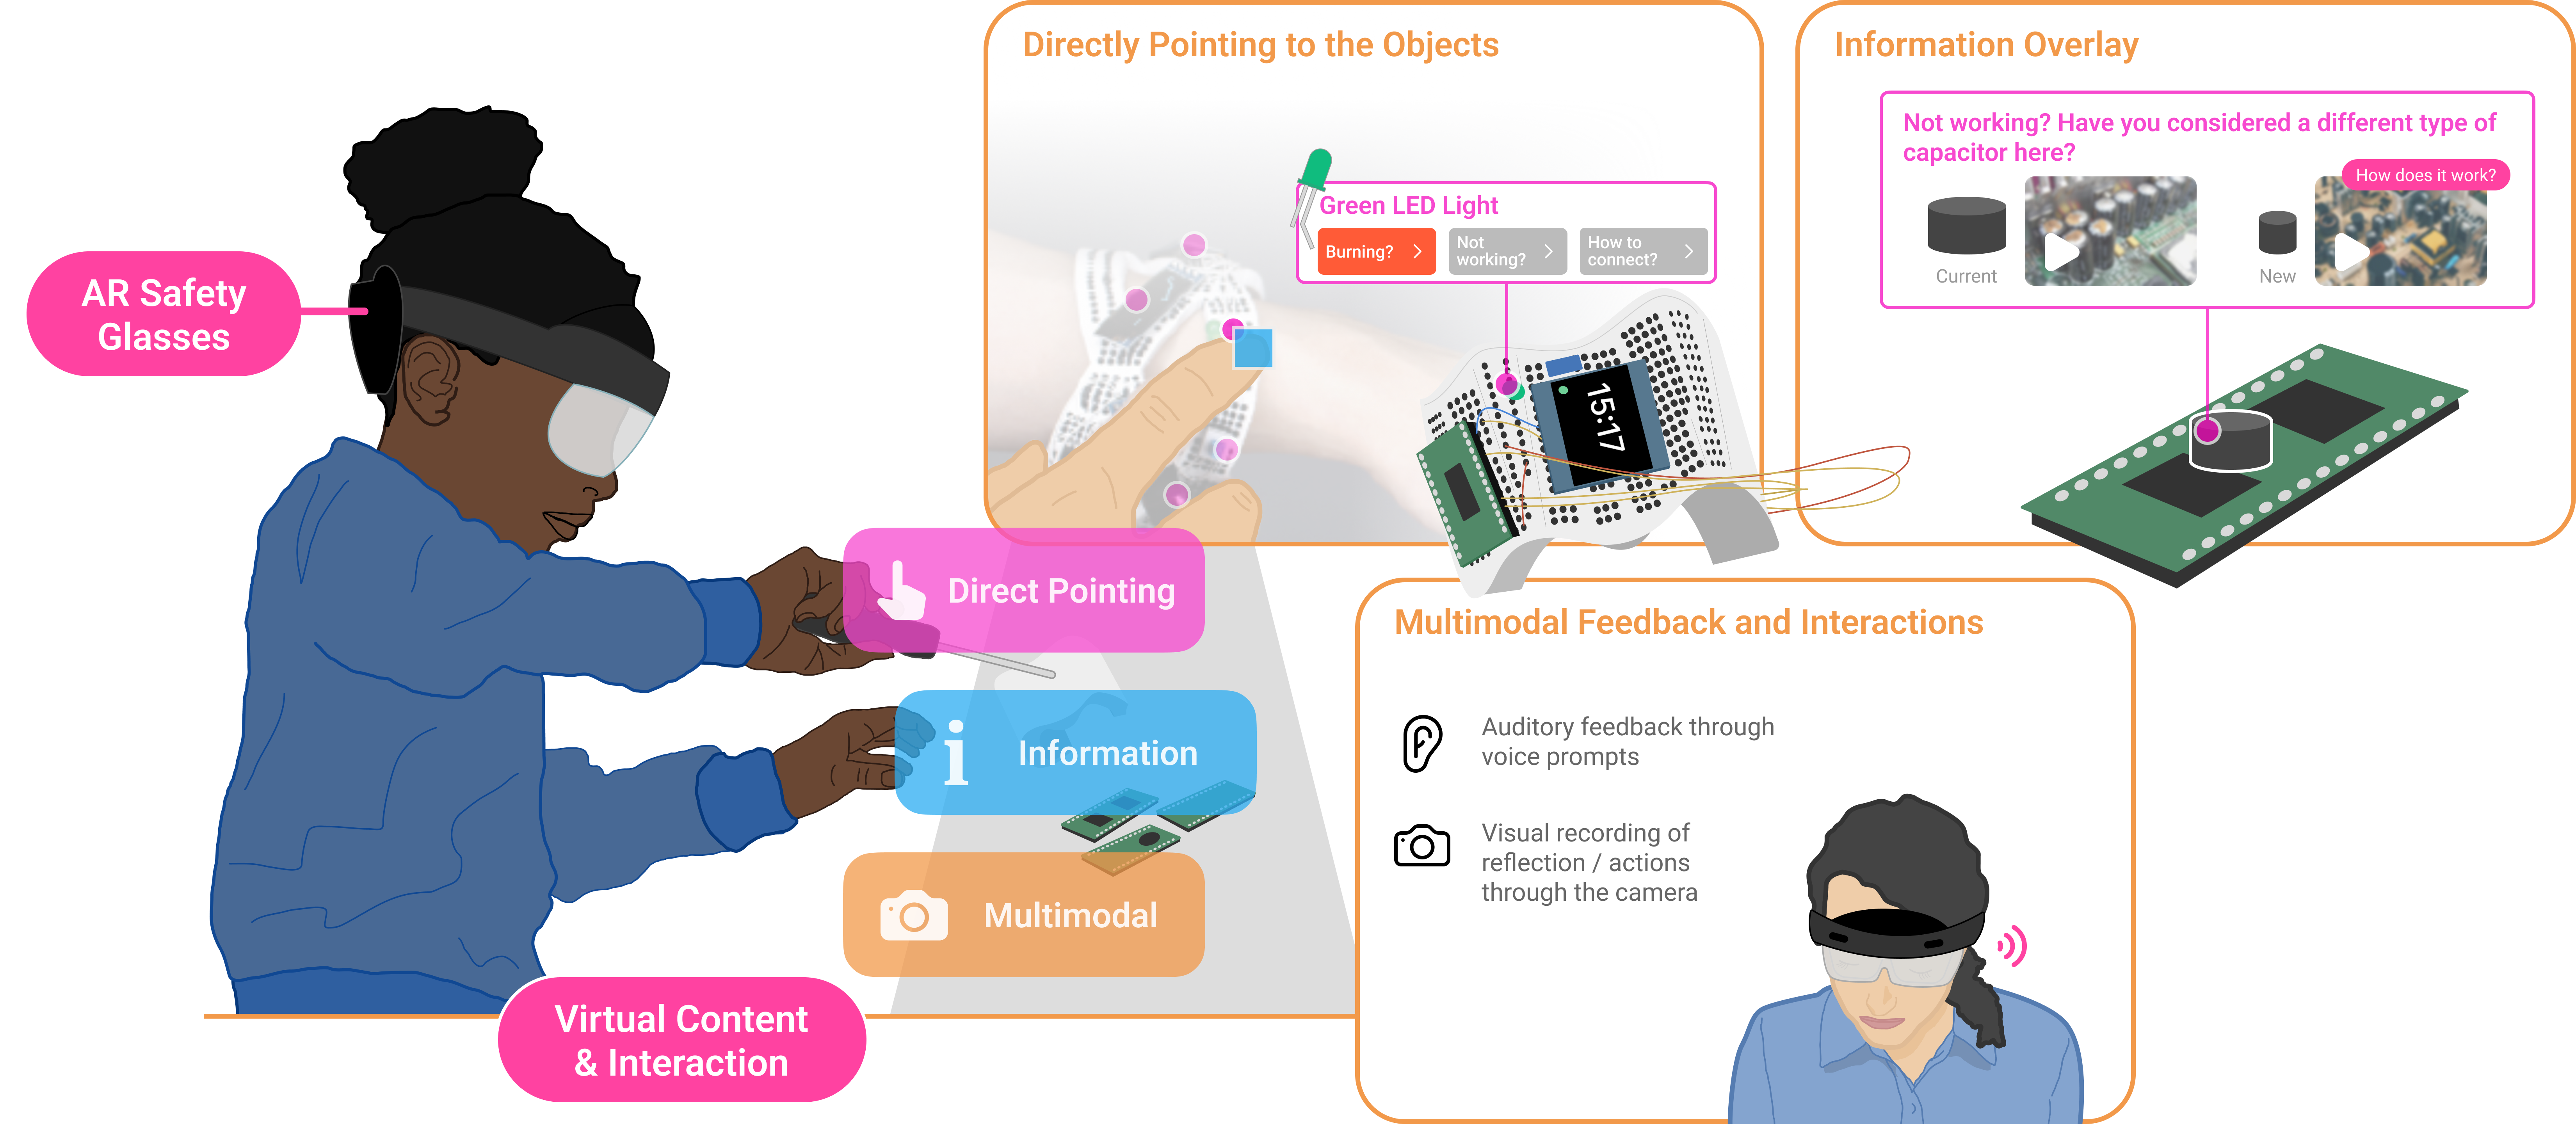 AR Safety
Glasses
Direct Pointing
Information
Multimodal
Virtual Content
& Interaction
Directly Pointing to the Objects
Green LED Light
Burning?
Not
working?
How to
connect?
15:17
Information Overlay
Not working? Have you considered a different type of
capacitor here?
How does it work?
Current
New
Multimodal Feedback and Interactions
Auditory feedback through
voice prompts
Visual recording of
reflection / actions
through the camera